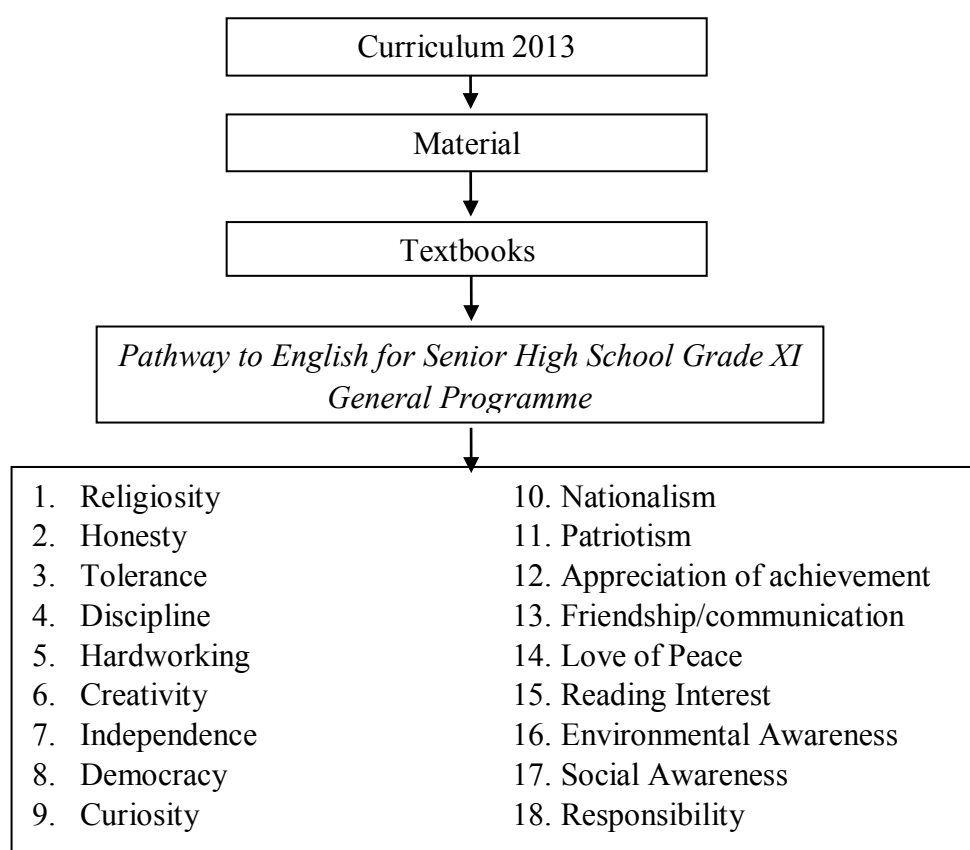 Curriculum 2013
Material
Textbooks
Pathway to English for Senior High School Grade XI
General Programme
1. Religiosity
2. Honesty
3. Tolerance
4. Discipline
5. Hardworking
6. Creativity
7. Independence
8. Democracy
9. Curiosity
10. Nationalism
11. Patriotism
12. Appreciation of achievement
13. Friendship/communication
14. Love of Peace
15. Reading Interest
16. Environmental Awareness
17. Social Awareness
18. Responsibility